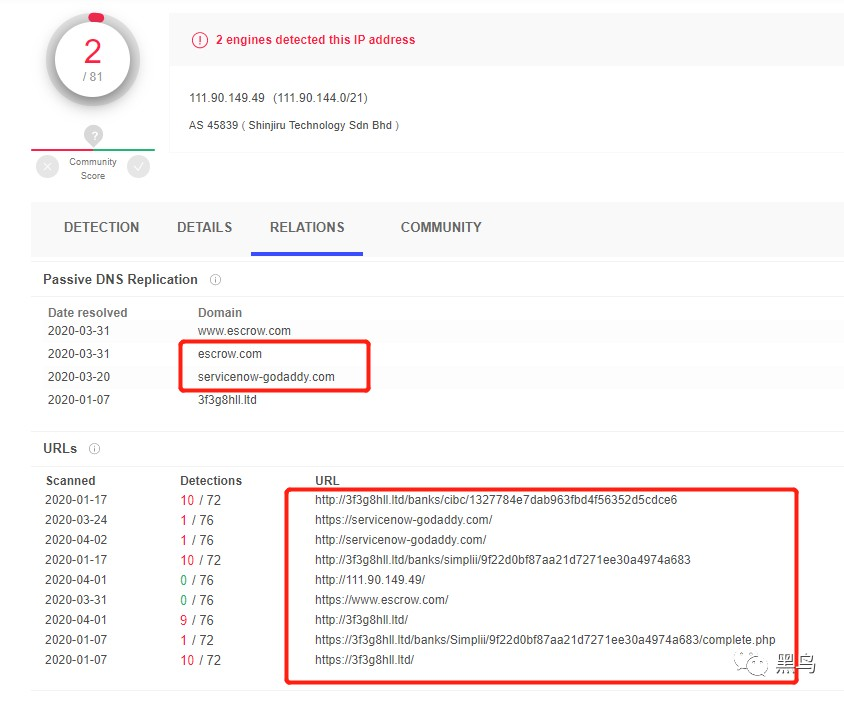 2
/ 81
2 engines detected this IP address
111.90.149.49 (111.90.144.0/21)
AS 45839 ( Shinjiru Technology Sdn Bhd )
?
Community
Score
DETECTION DETAILS RELATIONS COMMUNITY
Passive DNS Replication
Date resolved Domain
2020-03-31 www.escrow.com
2020-03-31 escrow.com
2020-03-20 servicenow-godaddy.com
2020-01-07 3f3g8hll.ltd
URLs
Scanned Detections URL
2020-01-17 10 / 72 http://3f3g8hll.ltd/banks/cibc/1327784e7dab963fbd4f56352d5cdce6
2020-03-24 1 / 76 https://servicenow-godaddy.com/
2020-04-02 1 / 76 http://servicenow-godaddy.com/
2020-01-17 10 / 72 http://3f3g8hll.ltd/banks/simplii/9f22d0bf87aa21d7271ee30a4974a683
2020-04-01 0 / 76 http://111.90.149.49/
2020-03-31 0 / 76 https://www.escrow.com/
2020-04-01 9 / 76 http://3f3g8hll.ltd/
2020-01-07 1 / 72 https://3f3g8hll.ltd/banks/Simplii/9f22d0bf87aa21d7271ee30a4974a683/complete.php
2020-01-07 10 / 72 https://3f3g8hll.ltd/
黑鸟